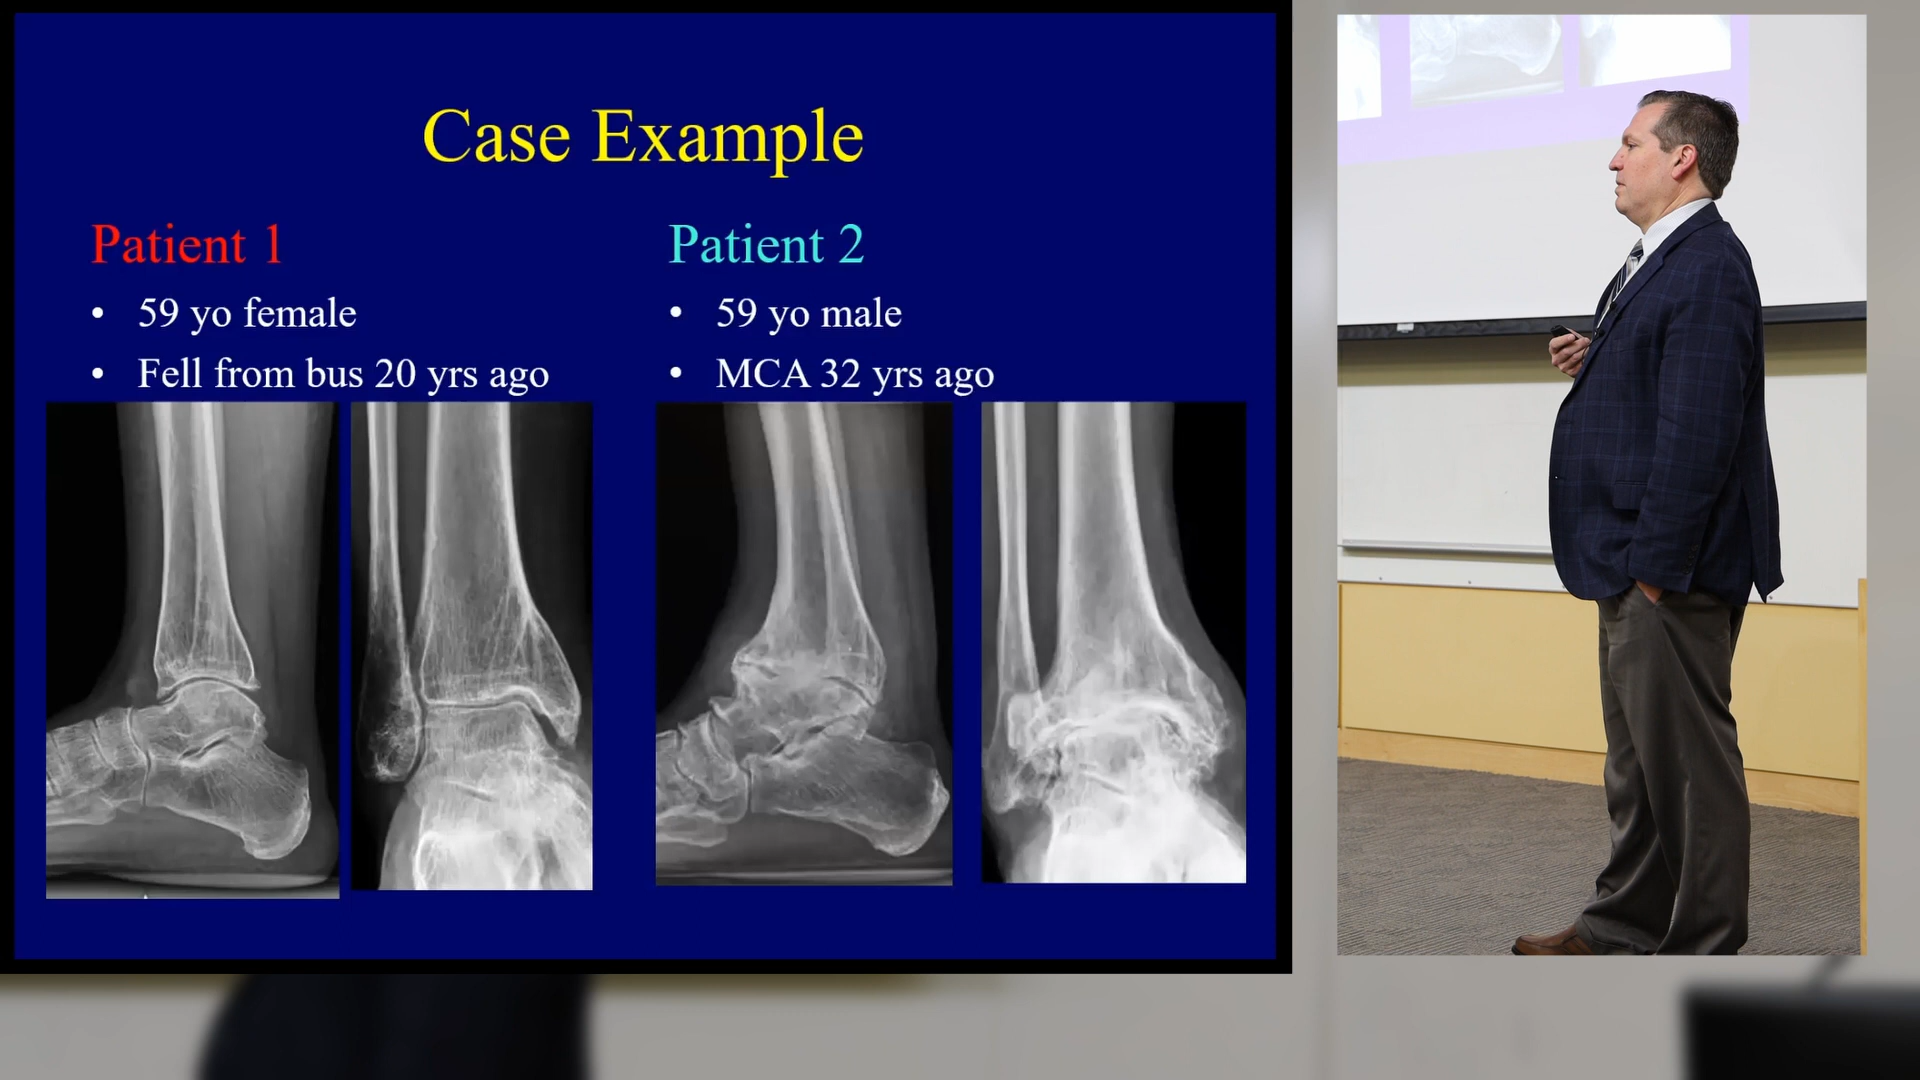 Case Example
Patient 1
• 59 yo female
• Fell from bus 20 yrs ago
Patient 2
• 59 yo male
• MCA 32 yrs ago